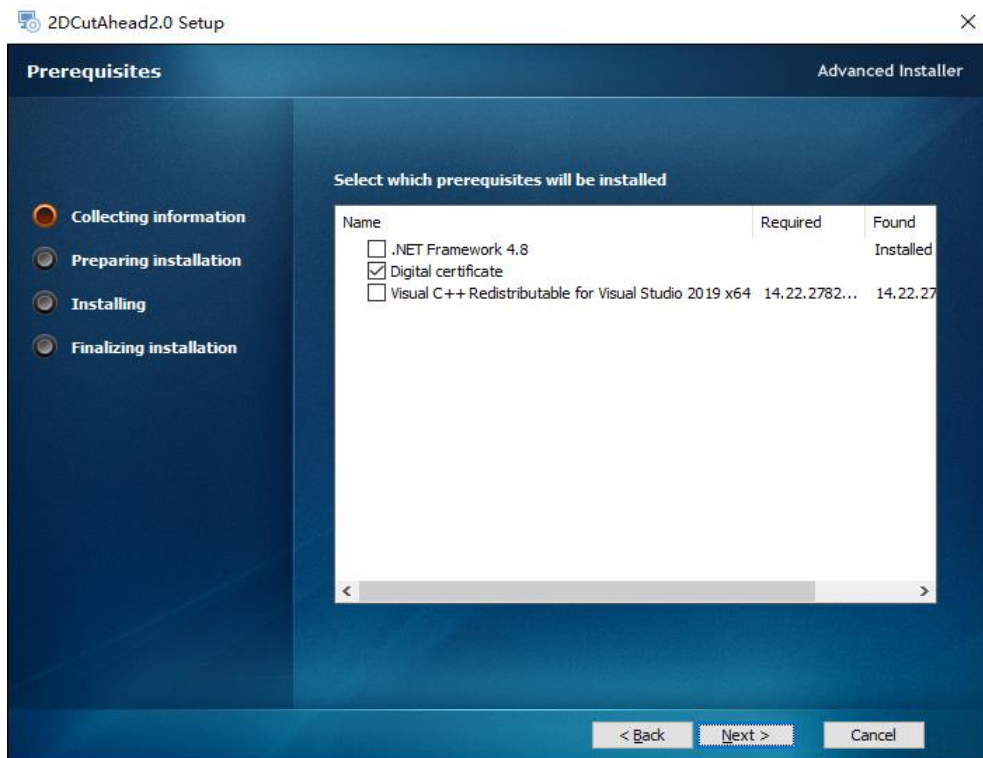 2DCutAhead2.0 Setup
Prerequisites
Advanced Installer
Select which prerequisites will be installed
Collecting information
Preparing installation
Installing
Finalizing installation
Name Required Found
.NET Framework 4.8 Installed
Digital certificate
Visual C++ Redistributable for Visual Studio 2019 x64 14.22.2782... 14.22.27
< Back
Next >
Cancel